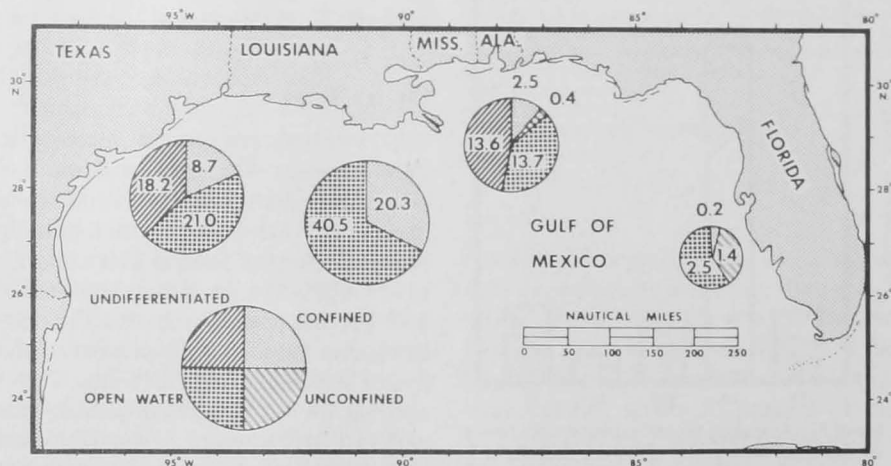 95° W 90° 85° 80°
TEXAS LOUISIANA MISS. ALA. FLORIDA
30° N 30° N
28° 28°
26° 26°
24° 24°
2.5 0.4
13.6 13.7
8.7
18.2 21.0
20.3
40.5
GULF OF
MEXICO
0.2
2.5 1.4
UNDIFFERENTIATED
CONFINED
OPEN WATER UNCONFINED
NAUTICAL MILES
0 50 100 150 200 250
95° W 90° 85° 80°